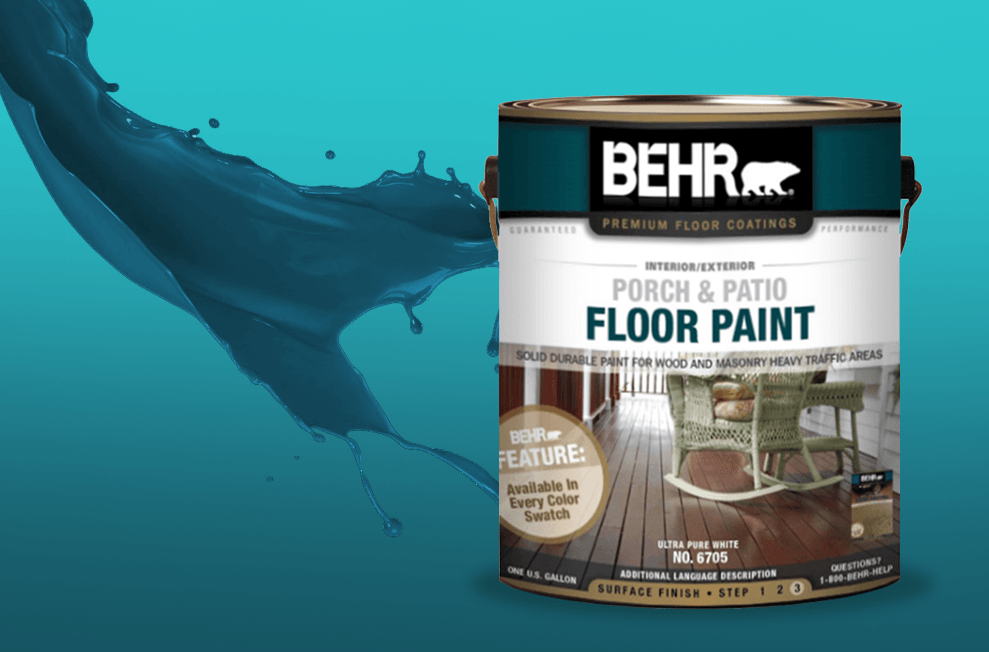 BEHR
PREMIUM FLOOR COATINGS
GUARANTEED
PERFORMANCE
INTERIOR/EXTERIOR
PORCH & PATIO
FLOOR PAINT
SOLID DURABLE PAINT FOR WOOD AND MASONRY HEAVY TRAFFIC AREAS
BEHR
FEATURE:
Available In
Every Color
Swatch
BEHR
ULTRA PURE WHITE
NO. 6705
ONE U.S. GALLON
ADDITIONAL LANGUAGE DESCRIPTION
QUESTIONS?
1-800-BEHR-HELP
SURFACE FINISH • STEP 1 2 3